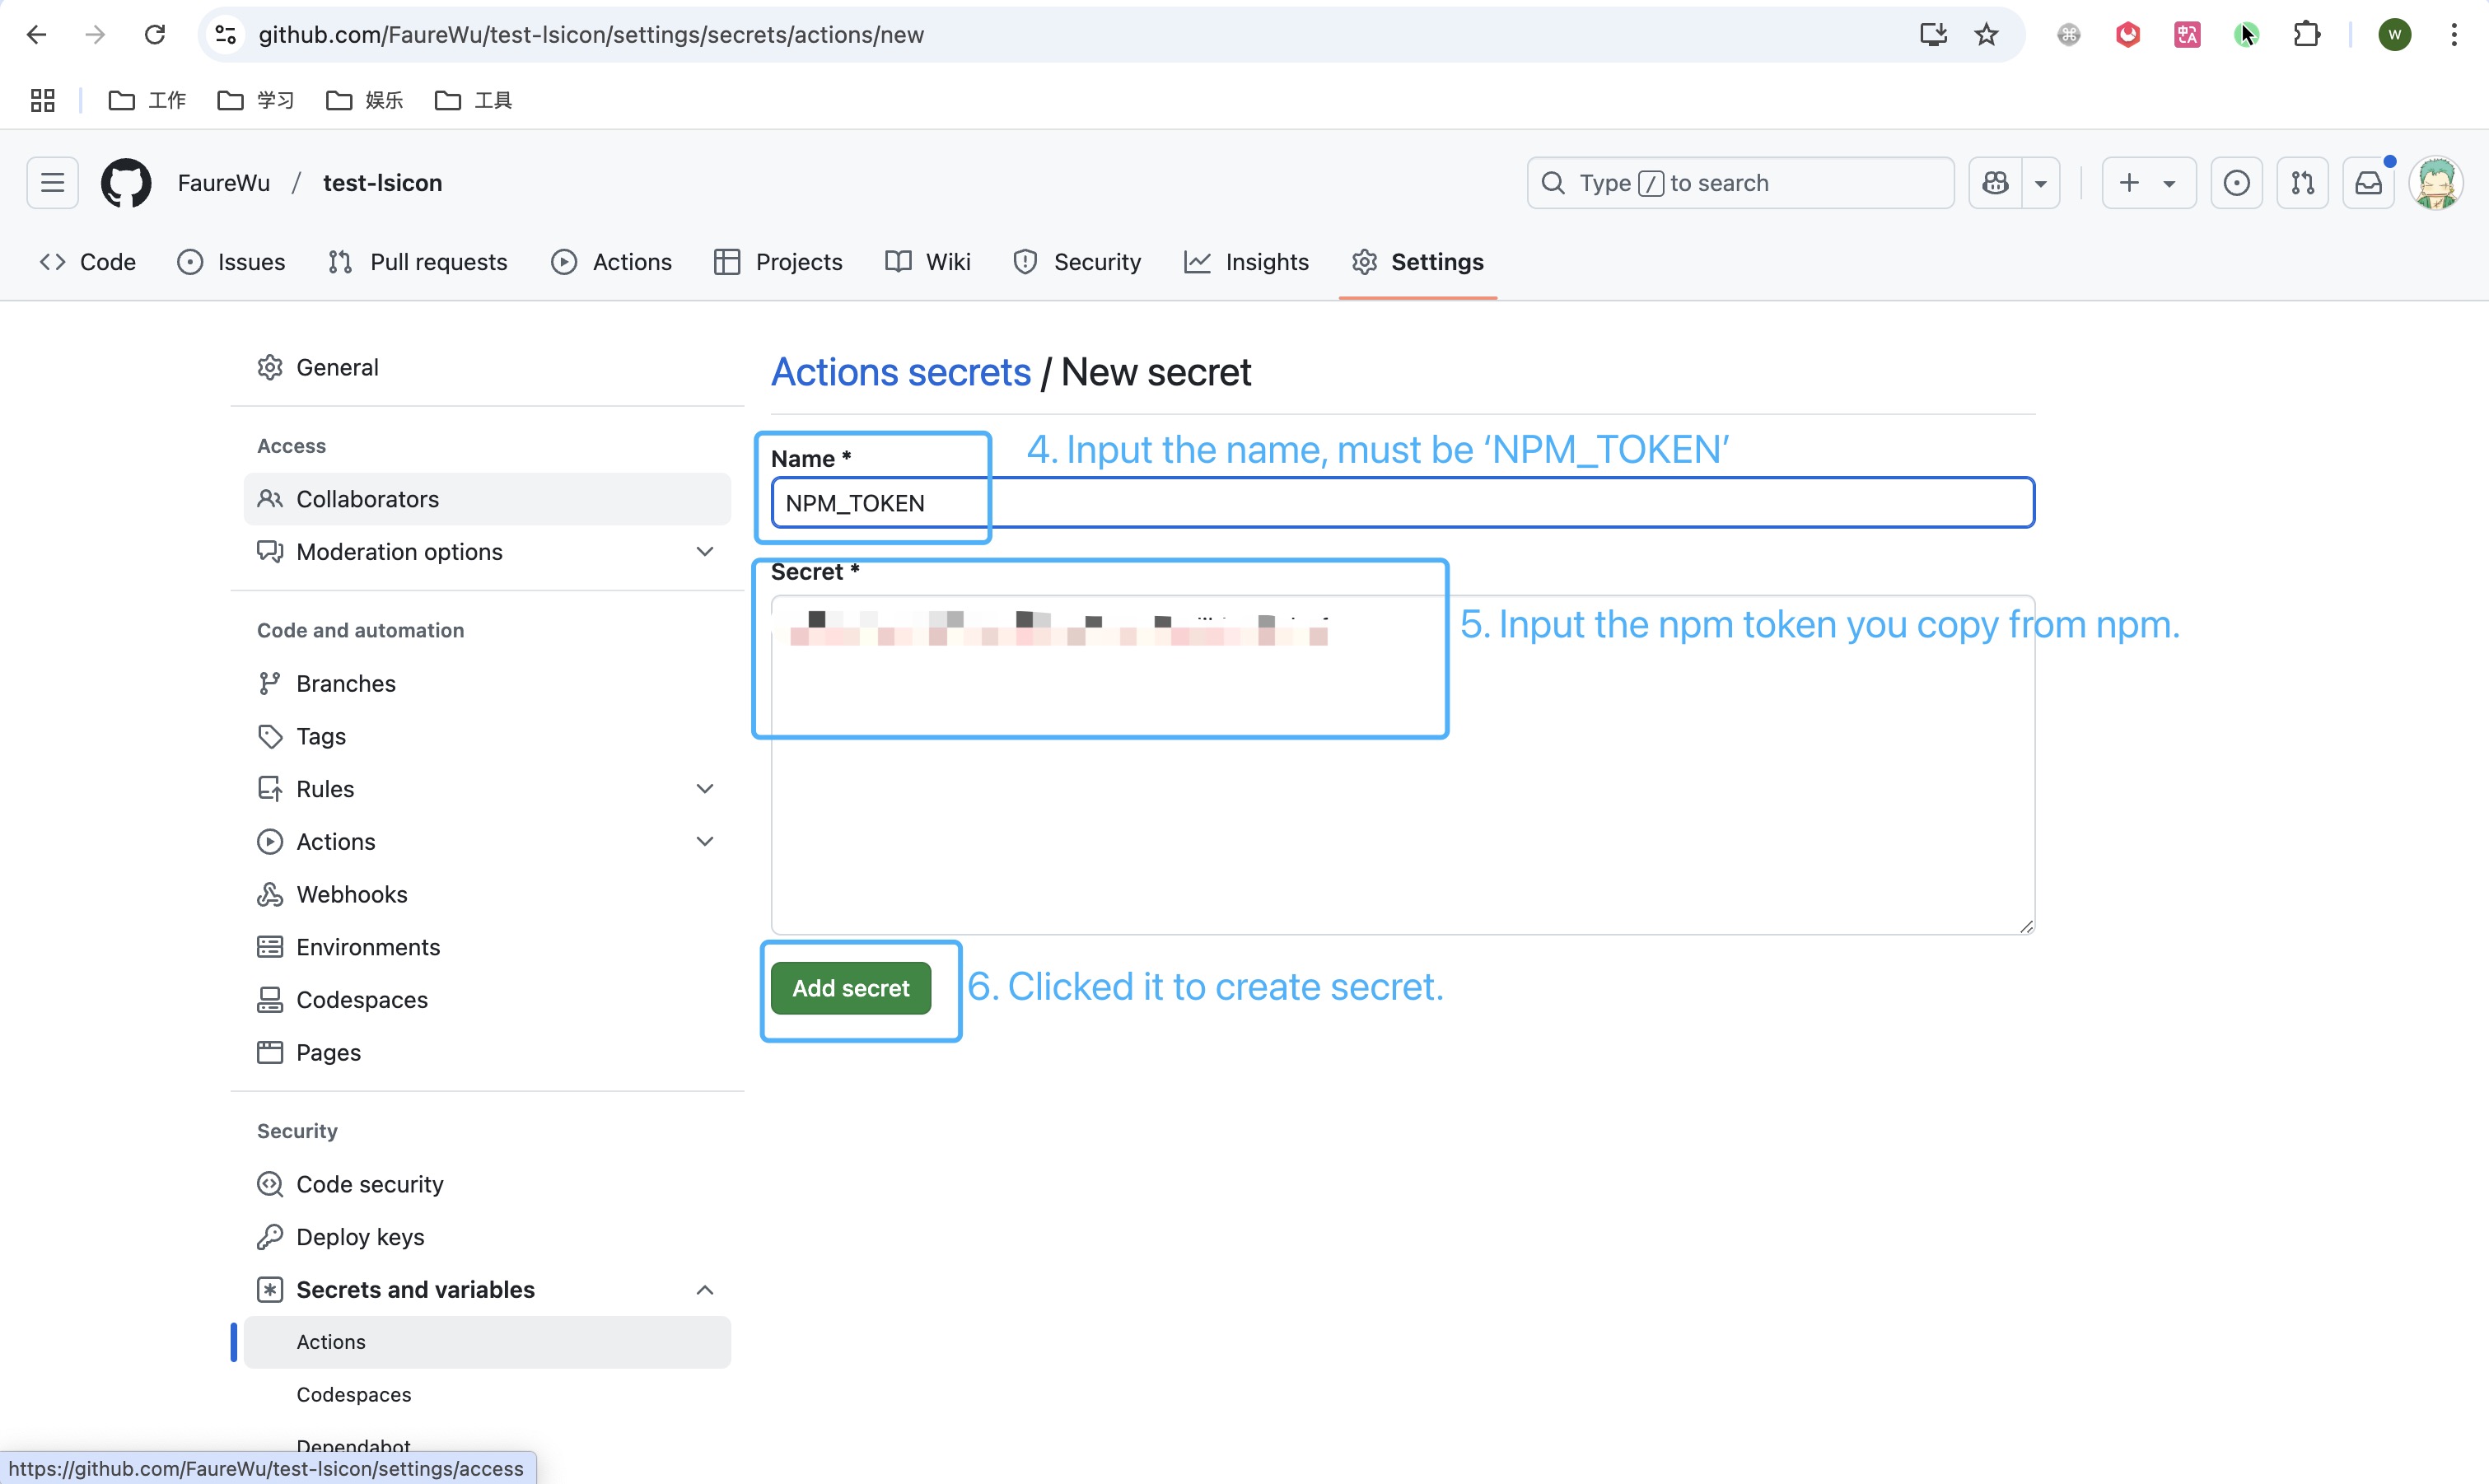 github.com/FaureWu/test-lsicon/settings/secrets/actions/new
W
工作 学习 娱乐 工具
FaureWu / test-lsicon
Type / to search
Code Issues Pull requests Actions Projects Wiki Security Insights Settings
General
Access
Collaborators
Moderation options
Code and automation
Branches
Tags
Rules
Actions
Webhooks
Environments
Codespaces
Pages
Security
Code security
Deploy keys
Secrets and variables
Actions
Codespaces
Dependabot
Actions secrets / New secret
Name *
4. Input the name, must be ‘NPM_TOKEN’
NPM_TOKEN
Secret *
5. Input the npm token you copy from npm.
Add secret
6. Clicked it to create secret.
https://github.com/FaureWu/test-lsicon/settings/access